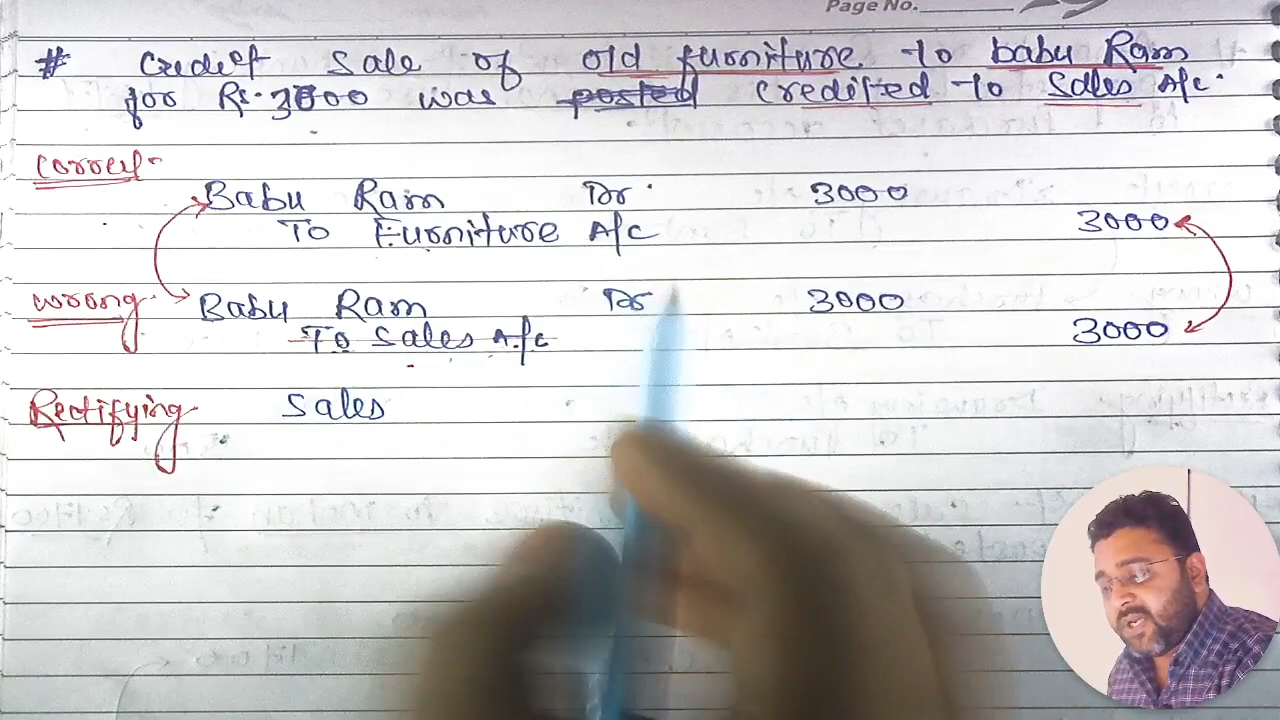 Page No.
# Credit Sale of old furniture to babu Ram
for Rs. 3000 was posted credited to Sales A/c.
Correct
Babu Ram Dr. 3000
To Furniture A/c 3000
Wrong Babu Ram Dr 3000
To Sales A/c 3000
Rectifying Sales